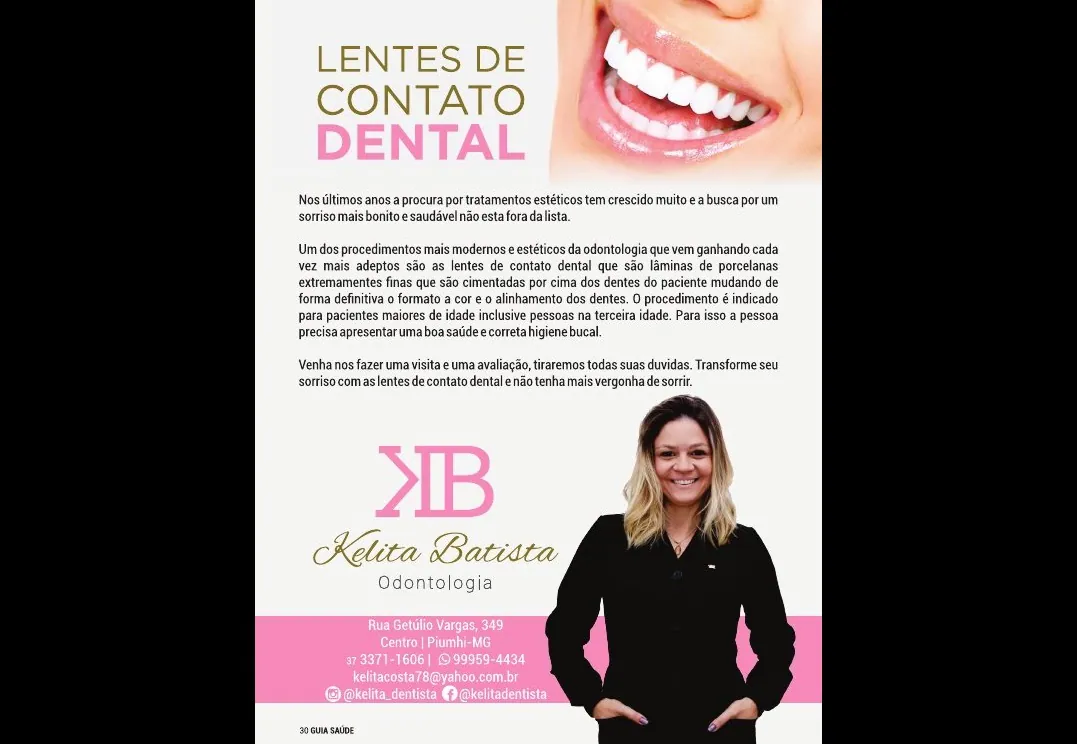 LENTES DE
CONTATO
DENTAL
Nos últimos anos a procura por tratamentos estéticos tem crescido muito e a busca por um
sorriso mais bonito e saudável não esta fora da lista.
Um dos procedimentos mais modernos e estéticos da odontologia que vem ganhando cada
vez mais adeptos são as lentes de contato dental que são lâminas de porcelanas
extremamentes finas que são cimentadas por cima dos dentes do paciente mudando de
forma definitiva o formato a cor e o alinhamento dos dentes. O procedimento é indicado
para pacientes maiores de idade inclusive pessoas na terceira idade. Para isso a pessoa
precisa apresentar uma boa saúde e correta higiene bucal.
Venha nos fazer uma visita e uma avaliação, tiraremos todas suas duvidas. Transforme seu
sorriso com as lentes de contato dental e não tenha mais vergonha de sorrir.
KB
Kelita Batista
Odontologia
Rua Getúlio Vargas, 349
Centro | Piumhi-MG
37 3371-1606 | 99959-4434
kelitacosta78@yahoo.com.br
@kelita_dentista @kelitadentista
30 GUIA SAÚDE